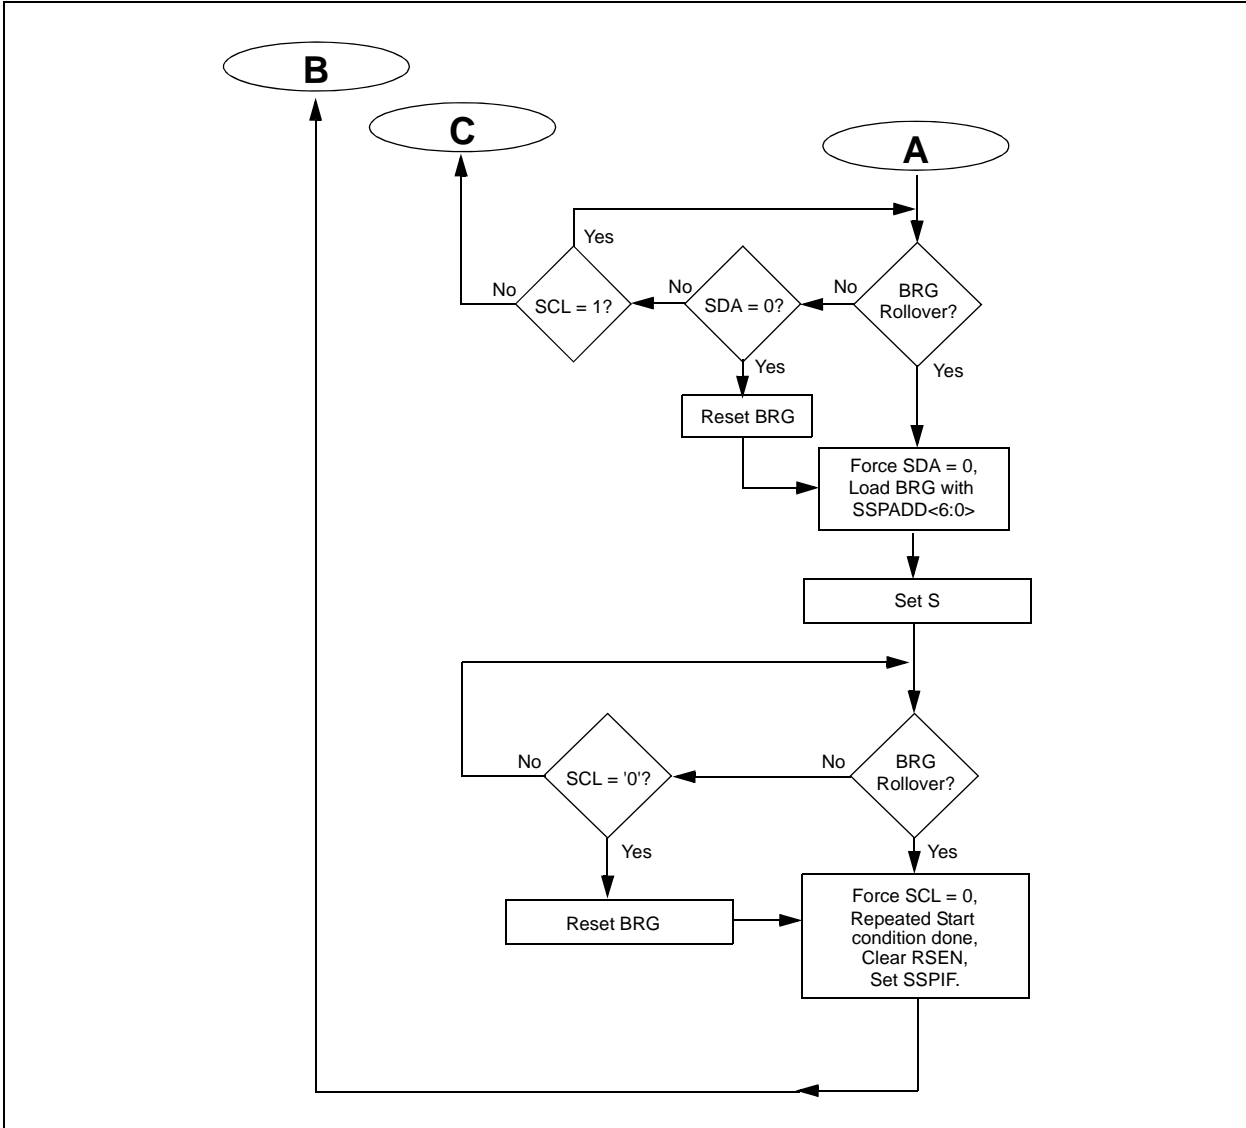 B
C
A
Yes
No
SCL = 1?
No
SDA = 0?
No
BRG
Rollover?
Yes
Yes
Reset BRG
Force SDA = 0,
Load BRG with
SSPADD<6:0>
Set S
No
SCL = '0'?
No
BRG
Rollover?
Yes
Yes
Reset BRG
Force SCL = 0,
Repeated Start
condition done,
Clear RSEN,
Set SSPIF.